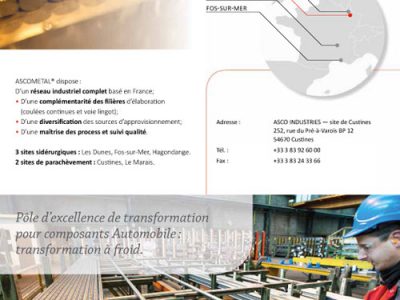 FOS-SUR-MER
ASCOMETAL® dispose :
D'un réseau industriel complet basé en France;
• D'une complémentarité des filières d'élaboration
(coulées continues et voie lingot);
• D'une diversification des sources d'approvisionnement;
• D'une maîtrise des process et suivi qualité.
3 sites sidérurgiques : Les Dunes, Fos-sur-Mer, Hagondange.
2 sites de parachèvement : Custines, Le Marais.
Adresse : ASCO INDUSTRIES — site de Custines
252, rue du Pré-à-Varois BP 12
54670 Custines
Tél. : +33 3 83 92 60 00
Fax : +33 3 83 24 33 66
Pôle d'excellence de transformation
pour composants Automobile :
transformation à froid.